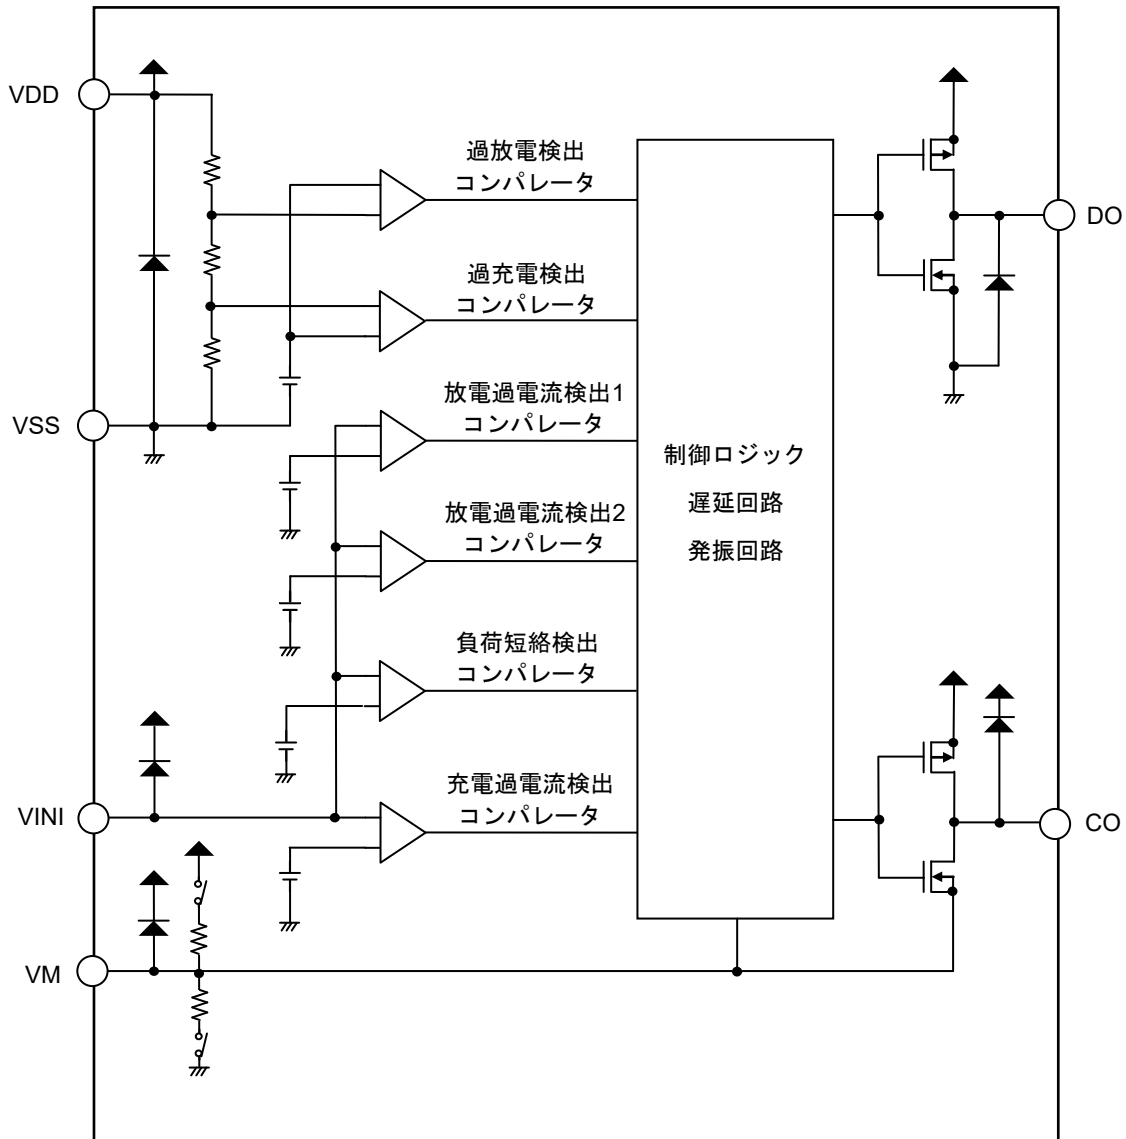 VDD
VSS
VINI
VM
過放電検出
コンパレータ
過充電検出
コンパレータ
放電過電流検出1
コンパレータ
放電過電流検出2
コンパレータ
負荷短絡検出
コンパレータ
充電過電流検出
コンパレータ
制御ロジック
遅延回路
発振回路
DO
CO